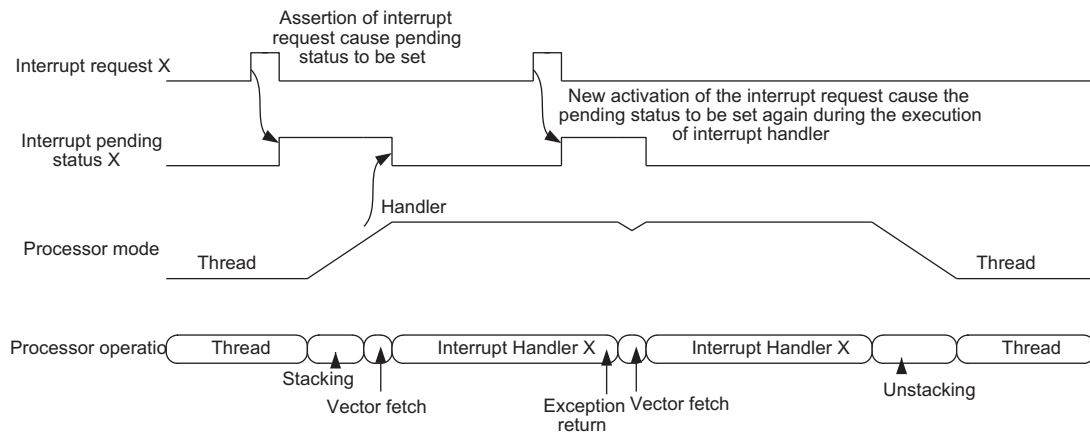 Assertion of interrupt
request cause pending
status to be set
Interrupt request X
New activation of the interrupt request cause the
pending status to be set again during the execution
of interrupt handler
Interrupt pending
status X
Handler
Processor mode
Thread
Thread
Processor operatio
Thread
Interrupt Handler X
Interrupt Handler X
Thread
Stacking
Vector fetch
Exception
return
Vector fetch
Unstacking